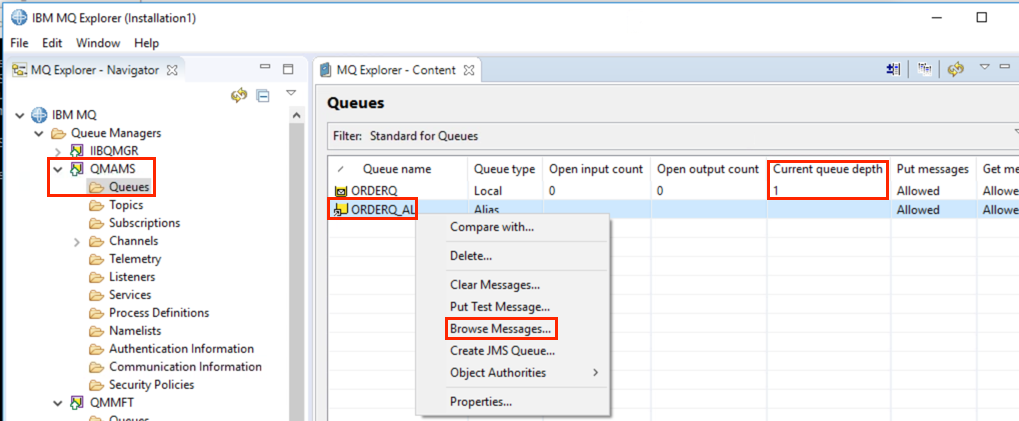 IBM MQ Explorer (Installation1)
File Edit Window Help
MQ Explorer - Navigator
IBM MQ
Queue Managers
IIBQMGR
QMAMS
Queues
Topics
Subscriptions
Channels
Telemetry
Listeners
Services
Process Definitions
Namelists
Authentication Information
Communication Information
Security Policies
QMMFT
Queues
MQ Explorer - Content
Queues
Filter: Standard for Queues
Queue name Queue type Open input count Open output count Current queue depth Put messages Get me
ORDERQ Local 0 0 1 Allowed Allowe
ORDERQ_AL Alias Allowed Allowe
Compare with...
Delete...
Clear Messages...
Put Test Message...
Browse Messages...
Create JMS Queue...
Object Authorities
Properties...